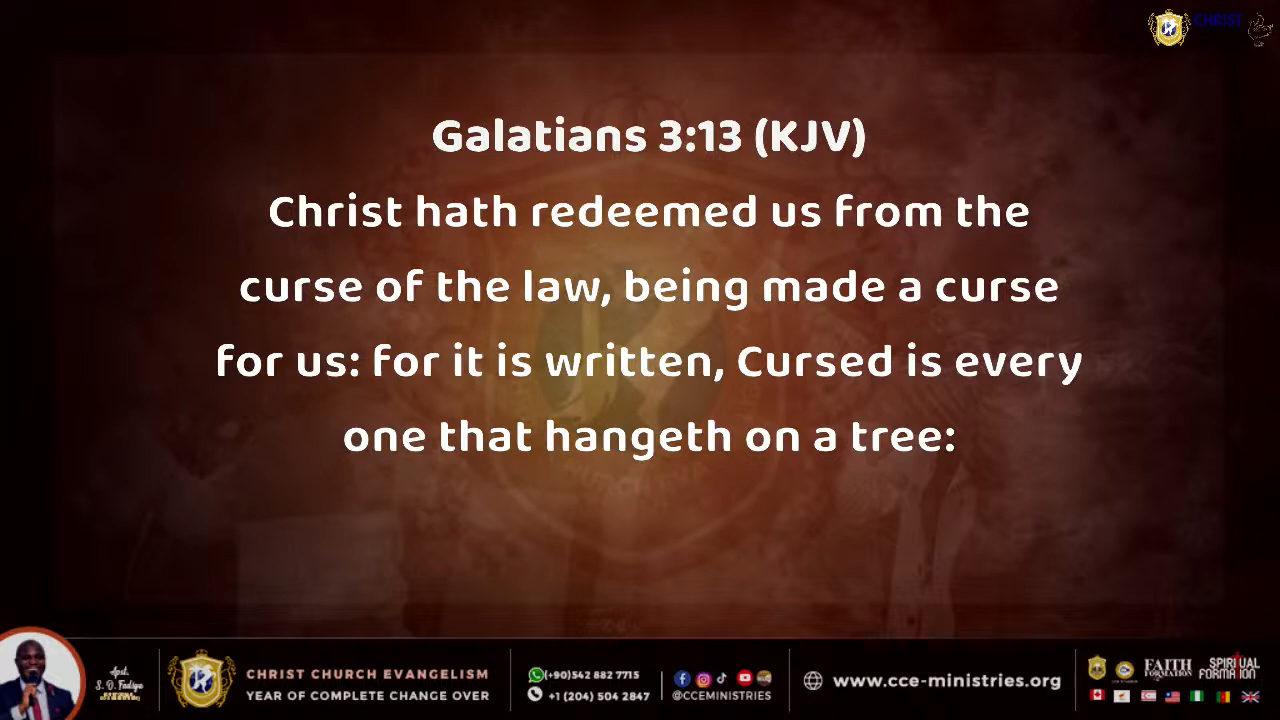 CHRIST
Galatians 3:13 (KJV)
Christ hath redeemed us from the
curse of the law, being made a curse
for us: for it is written, Cursed is every
one that hangeth on a tree:
Apst.
CHRIST CHURCH EVANGELISM
YEAR OF COMPLETE CHANGE OVER
(+90)542 882 7715
+1 (204) 504 2847
@CCEMINISTRIES
www.cce-ministries.org
FAITH
FORMATION
SPIRITUAL
FORMATION